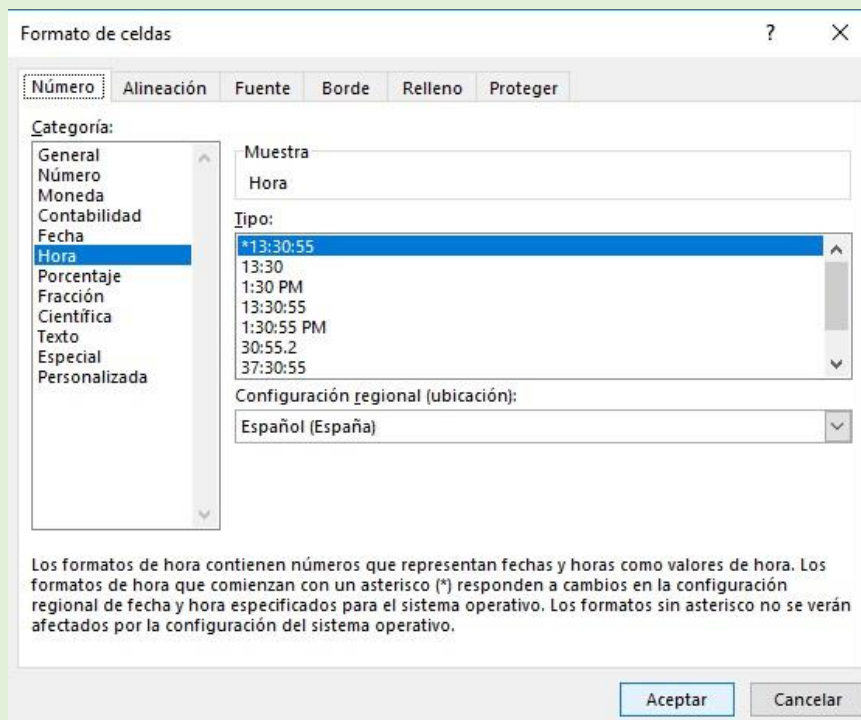 Formato de celdas ? ×
Número Alineación Fuente Borde Relleno Proteger
Categoría:
General
Número
Moneda
Contabilidad
Fecha
Hora
Porcentaje
Fracción
Científica
Texto
Especial
Personalizada
Muestra
Hora
Tipo:
*13:30:55
13:30
1:30 PM
13:30:55
1:30:55 PM
30:55.2
37:30:55
Configuración regional (ubicación):
Español (España)
Los formatos de hora contienen números que representan fechas y horas como valores de hora. Los
formatos de hora que comienzan con un asterisco (*) responden a cambios en la configuración
regional de fecha y hora especificados para el sistema operativo. Los formatos sin asterisco no se verán
afectados por la configuración del sistema operativo.
Aceptar Cancelar